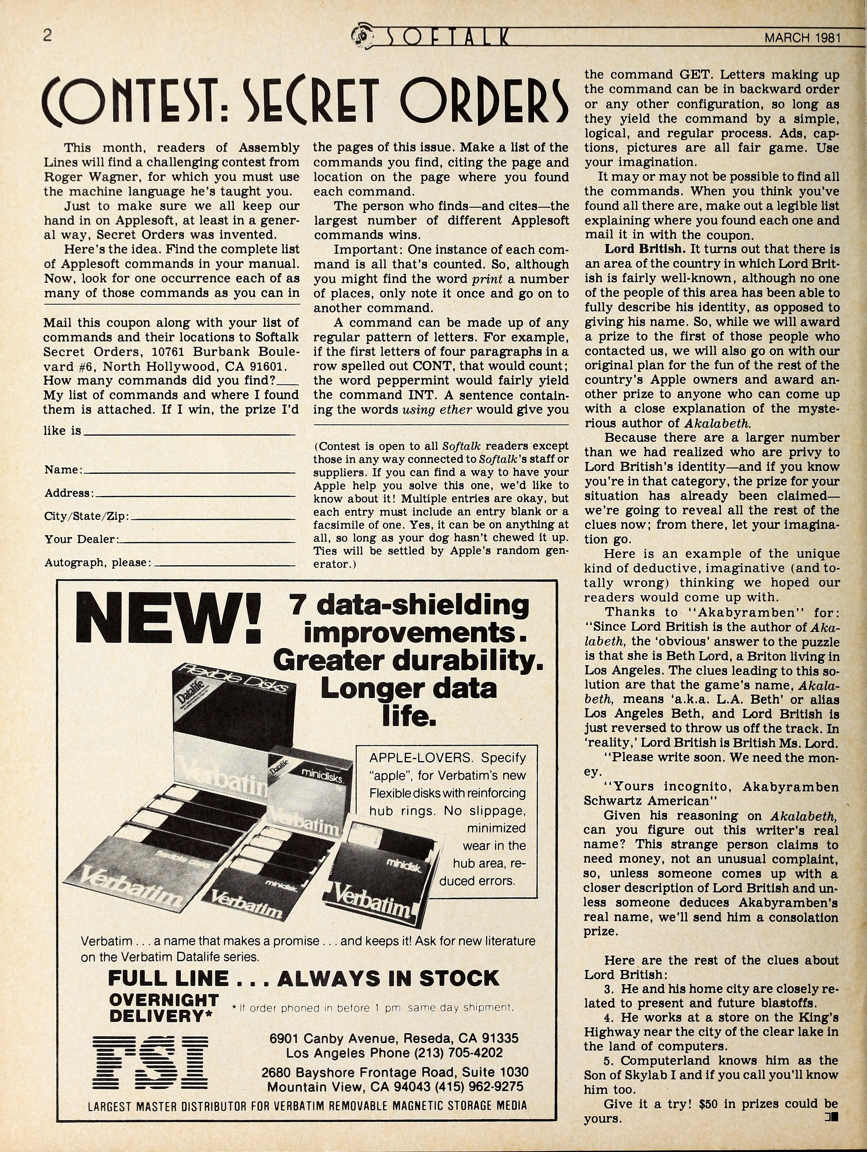 2
SOFTALK
MARCH 1981
CONTEST: SECRET ORDERS
This month, readers of Assembly
Lines will find a challenging contest from
Roger Wagner, for which you must use
the machine language he's taught you.
Just to make sure we all keep our
hand in on Applesoft, at least in a gener-
al way, Secret Orders was invented.
Here's the idea. Find the complete list
of Applesoft commands in your manual.
Now, look for one occurrence each of as
many of those commands as you can in
the pages of this issue. Make a list of the
commands you find, citing the page and
location on the page where you found
each command.
The person who finds—and cites—the
largest number of different Applesoft
commands wins.
Important: One instance of each com-
mand is all that's counted. So, although
you might find the word print a number
of places, only note it once and go on to
another command.
A command can be made up of any
regular pattern of letters. For example,
if the first letters of four paragraphs in a
row spelled out CONT, that would count;
the word peppermint would fairly yield
the command INT. A sentence contain-
ing the words using ether would give you
the command GET. Letters making up
the command can be in backward order
or any other configuration, so long as
they yield the command by a simple,
logical, and regular process. Ads, cap-
tions, pictures are all fair game. Use
your imagination.
It may or may not be possible to find all
the commands. When you think you've
found all there are, make out a legible list
explaining where you found each one and
mail it in with the coupon.
Mail this coupon along with your list of
commands and their locations to Softalk
Secret Orders, 10761 Burbank Boule-
vard #6, North Hollywood, CA 91601.
How many commands did you find?
My list of commands and where I found
them is attached. If I win, the prize I'd
like is
Name:
Address:
City/State/Zip:
Your Dealer:
Autograph, please:
(Contest is open to all Softalk readers except
those in any way connected to Softalk's staff or
suppliers. If you can find a way to have your
Apple help you solve this one, we'd like to
know about it! Multiple entries are okay, but
each entry must include an entry blank or a
facsimile of one. Yes, it can be on anything at
all, so long as your dog hasn't chewed it up.
Ties will be settled by Apple's random gen-
erator.)
Lord British. It turns out that there is
an area of the country in which Lord Brit-
ish is fairly well-known, although no one
of the people of this area has been able to
fully describe his identity, as opposed to
giving his name. So, while we will award
a prize to the first of those people who
contacted us, we will also go on with our
original plan for the fun of the rest of the
country's Apple owners and award an-
other prize to anyone who can come up
with a close explanation of the myste-
rious author of Akalabeth.
Because there are a larger number
than we had realized who are privy to
Lord British's identity—and if you know
you're in that category, the prize for your
situation has already been claimed—
we're going to reveal all the rest of the
clues now; from there, let your imagina-
tion go.
Here is an example of the unique
kind of deductive, imaginative (and to-
tally wrong) thinking we hoped our
readers would come up with.
Thanks to "Akabyramben" for:
"Since Lord British is the author of Aka-
labeth, the 'obvious' answer to the puzzle
is that she is Beth Lord, a Briton living in
Los Angeles. The clues leading to this so-
lution are that the game's name, Akala-
beth, means 'a.k.a. L.A. Beth' or alias
Los Angeles Beth, and Lord British is
just reversed to throw us off the track. In
'reality,' Lord British is British Ms. Lord.
"Please write soon. We need the mon-
ey.
"Yours incognito, Akabyramben
Schwartz American"
Given his reasoning on Akalabeth,
can you figure out this writer's real
name? This strange person claims to
need money, not an unusual complaint,
so, unless someone comes up with a
closer description of Lord British and un-
less someone deduces Akabyramben's
real name, we'll send him a consolation
prize.
Here are the rest of the clues about
Lord British:
3. He and his home city are closely re-
lated to present and future blastoffs.
4. He works at a store on the King's
Highway near the city of the clear lake in
the land of computers.
5. Computerland knows him as the
Son of Skylab I and if you call you'll know
him too.
Give it a try! $50 in prizes could be
yours.
NEW!
7 data-shielding
improvements.
Greater durability.
Longer data
life.
Flexible Disks
Datalife
Verbatim
Datalife
minidisks.
Verbatim
flexible disks
Verbatim
minidisk.
Verbatim
minidisk.
Verbatim
APPLE-LOVERS. Specify
"apple", for Verbatim's new
Flexible disks with reinforcing
hub rings. No slippage,
minimized
wear in the
hub area, re-
duced errors.
Verbatim . . . a name that makes a promise . . . and keeps it! Ask for new literature
on the Verbatim Datalife series.
FULL LINE . . . ALWAYS IN STOCK
OVERNIGHT
DELIVERY*
*If order phoned in before 1 pm same day shipment.
FSI
6901 Canby Avenue, Reseda, CA 91335
Los Angeles Phone (213) 705-4202
2680 Bayshore Frontage Road, Suite 1030
Mountain View, CA 94043 (415) 962-9275
LARGEST MASTER DISTRIBUTOR FOR VERBATIM REMOVABLE MAGNETIC STORAGE MEDIA